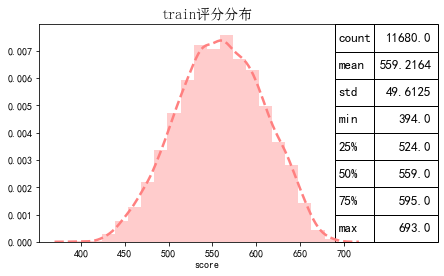 train评分分布
0.007
0.006
0.005
0.004
0.003
0.002
0.001
0.000
400 450 500 550 600 650 700
score
count 11680.0
mean 559.2164
std 49.6125
min 394.0
25% 524.0
50% 559.0
75% 595.0
max 693.0